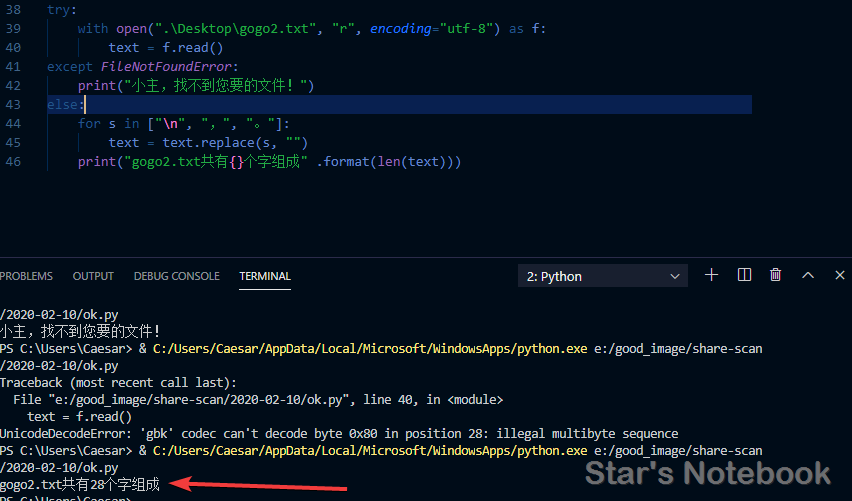 38 try:
39 with open(".\Desktop\gogo2.txt", "r", encoding="utf-8") as f:
40 text = f.read()
41 except FileNotFoundError:
42 print("小主，找不到您要的文件！")
43 else:
44 for s in ["\n", "，", "。"]:
45 text = text.replace(s, "")
46 print("gogo2.txt共有{}个字组成" .format(len(text)))
PROBLEMS OUTPUT DEBUG CONSOLE TERMINAL 2: Python
/2020-02-10/ok.py
小主，找不到您要的文件！
PS C:\Users\Caesar> & C:/Users/Caesar/AppData/Local/Microsoft/WindowsApps/python.exe e:/good_image/share-scan
/2020-02-10/ok.py
Traceback (most recent call last):
File "e:/good_image/share-scan/2020-02-10/ok.py", line 40, in <module>
text = f.read()
UnicodeDecodeError: 'gbk' codec can't decode byte 0x80 in position 28: illegal multibyte sequence
PS C:\Users\Caesar> & C:/Users/Caesar/AppData/Local/Microsoft/WindowsApps/python.exe e:/good_image/share-scan
/2020-02-10/ok.py
gogo2.txt共有28个字组成
Star's Notebook